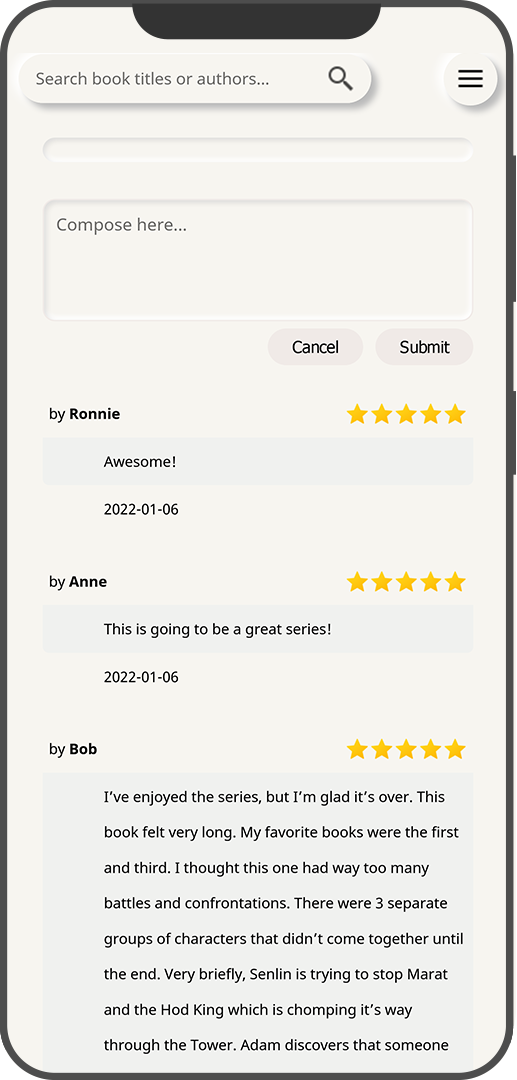 Search book titles or authors...
Compose here...
Cancel Submit
by Ronnie
Awesome!
2022-01-06
by Anne
This is going to be a great series!
2022-01-06
by Bob
I’ve enjoyed the series, but I’m glad it’s over. This
book felt very long. My favorite books were the first
and third. I thought this one had way too many
battles and confrontations. There were 3 separate
groups of characters that didn’t come together until
the end. Very briefly, Senlin is trying to stop Marat
and the Hod King which is chomping it’s way
through the Tower. Adam discovers that someone